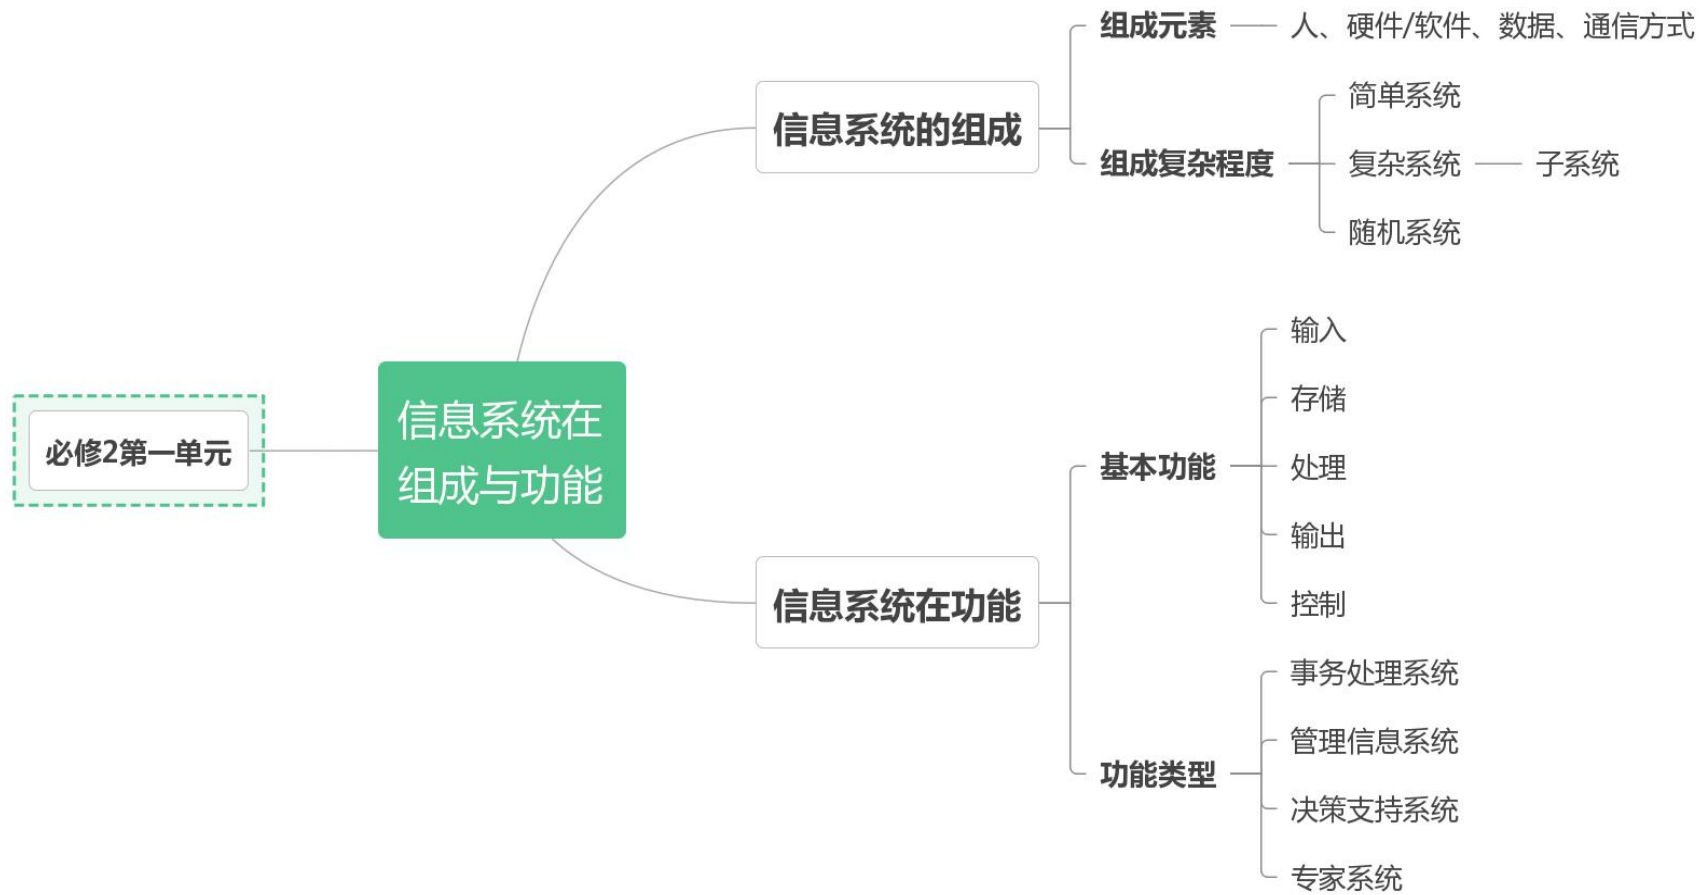 必修2第一单元
信息系统在
组成与功能
信息系统的组成
组成元素
人、硬件/软件、数据、通信方式
组成复杂程度
简单系统
复杂系统
子系统
随机系统
信息系统在功能
基本功能
输入
存储
处理
输出
控制
功能类型
事务处理系统
管理信息系统
决策支持系统
专家系统